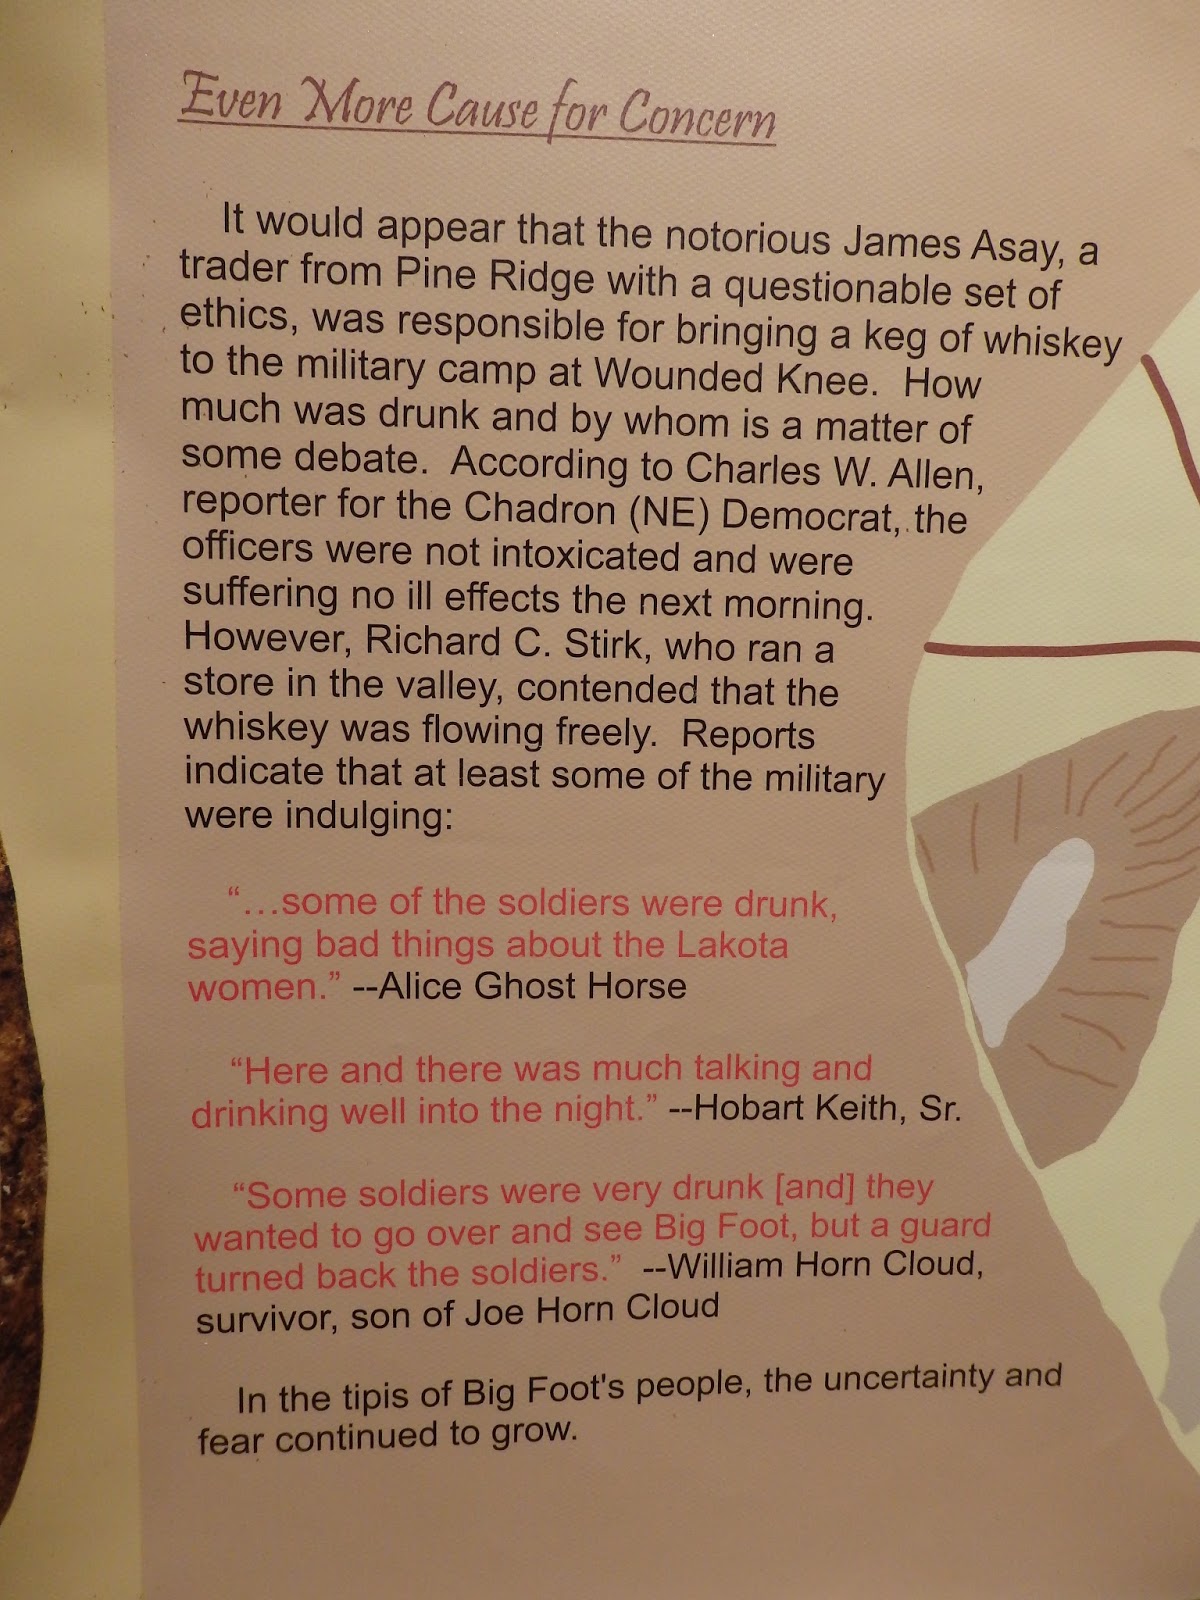 Even More Cause for Concern
It would appear that the notorious James Asay, a
trader from Pine Ridge with a questionable set of
ethics, was responsible for bringing a keg of whiskey
to the military camp at Wounded Knee.  How
much was drunk and by whom is a matter of
some debate.  According to Charles W. Allen,
reporter for the Chadron (NE) Democrat, the
officers were not intoxicated and were
suffering no ill effects the next morning.
However, Richard C. Stirk, who ran a
store in the valley, contended that the
whiskey was flowing freely.  Reports
indicate that at least some of the military
were indulging:
“…some of the soldiers were drunk,
saying bad things about the Lakota
women.” --Alice Ghost Horse
“Here and there was much talking and
drinking well into the night.” --Hobart Keith, Sr.
“Some soldiers were very drunk [and] they
wanted to go over and see Big Foot, but a guard
turned back the soldiers.”  --William Horn Cloud,
survivor, son of Joe Horn Cloud
In the tipis of Big Foot's people, the uncertainty and
fear continued to grow.